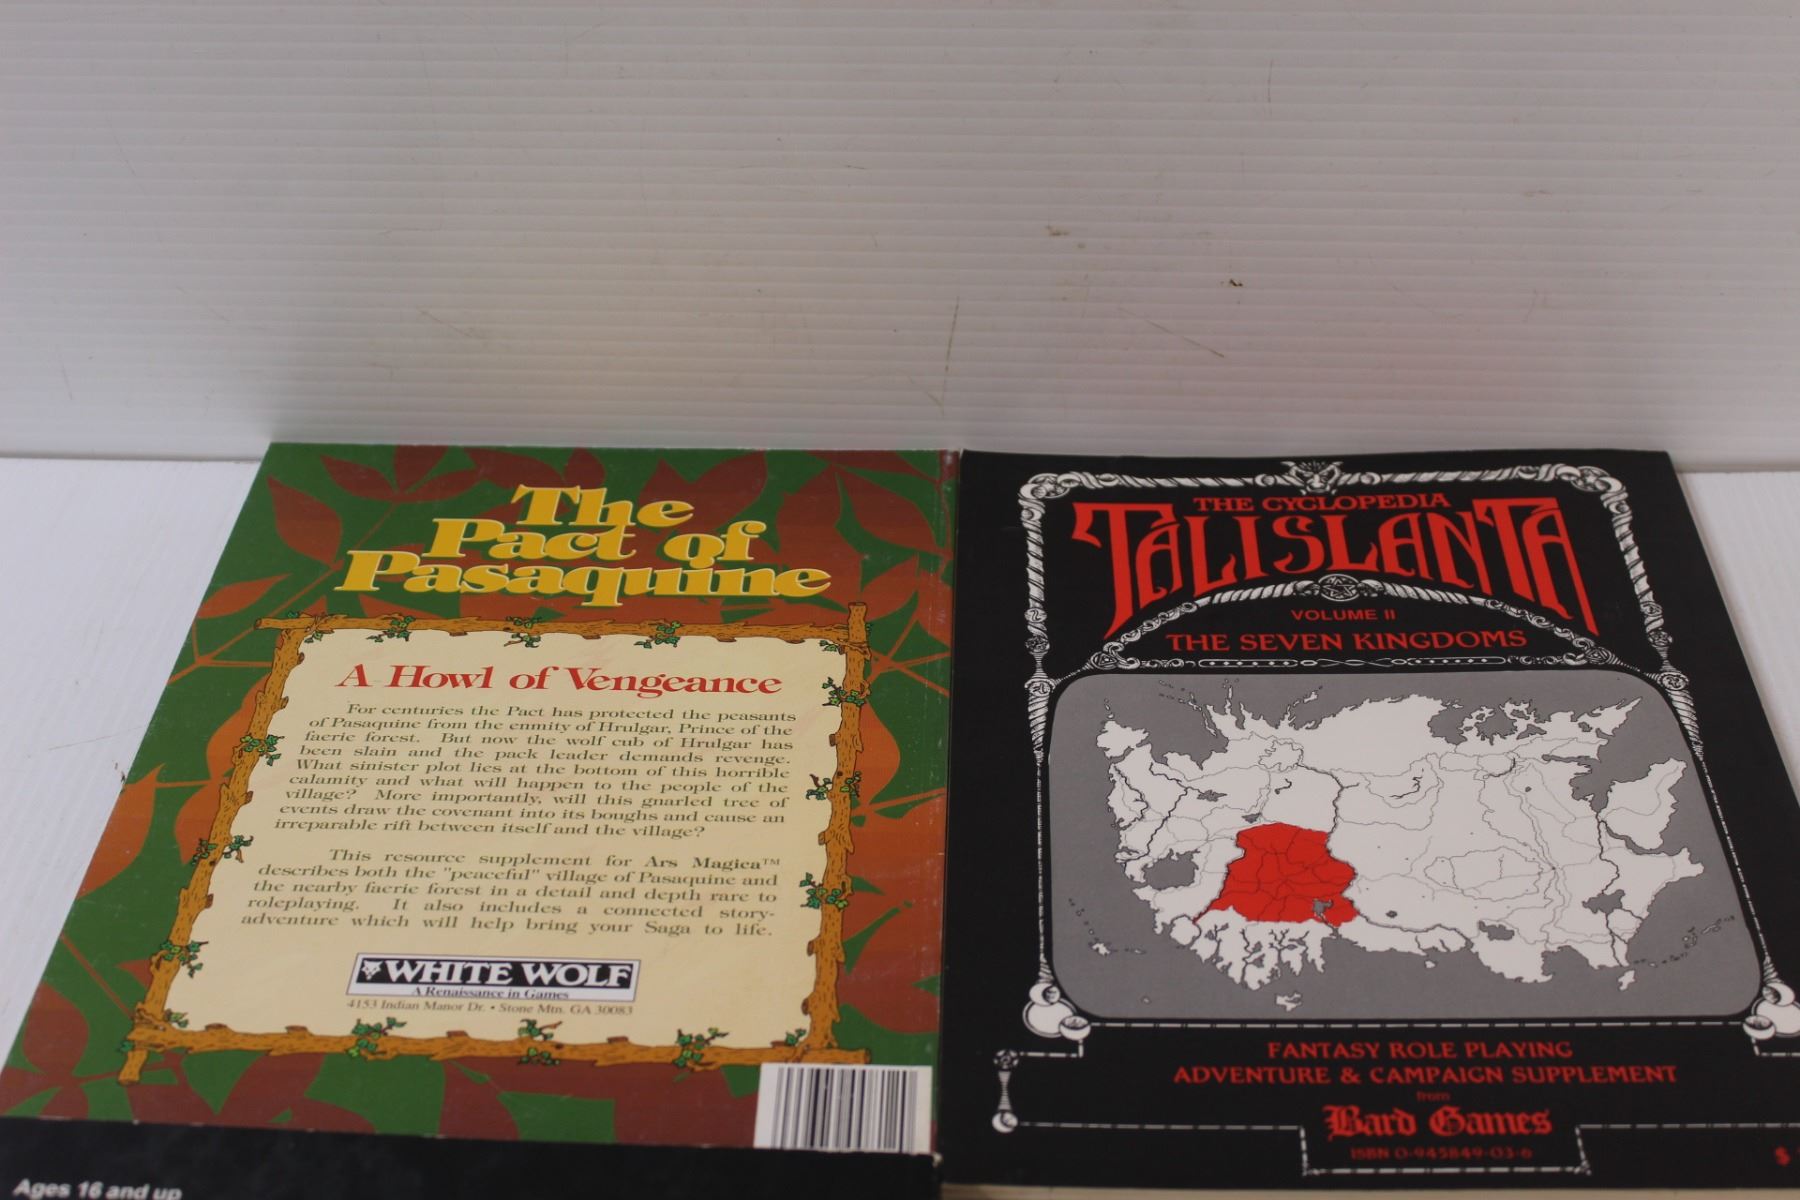 The
Pact of
Pasaquine
A Howl of Vengeance
For centuries the Pact has protected the peasants
of Pasaquine from the enmity of Hrulgar, Prince of the
faerie forest. But now the wolf cub of Hrulgar has
been slain and the pack leader demands revenge.
What sinister plot lies at the bottom of this horrible
calamity and what will happen to the people of the
village? More importantly, will this gnarled tree of
events draw the covenant into its boughs and cause an
irreparable rift between itself and the village?
This resource supplement for Ars Magica™
describes both the "peaceful" village of Pasaquine and
the nearby faerie forest in a detail and depth rare to
roleplaying. It also includes a connected story-
adventure which will help bring your Saga to life.
WHITE WOLF
A Renaissance in Games
4153 Indian Manor Dr. • Stone Mtn. GA 30083
Ages 16 and up
THE CYCLOPEDIA
TALISLANTA
VOLUME II
THE SEVEN KINGDOMS
FANTASY ROLE PLAYING
ADVENTURE & CAMPAIGN SUPPLEMENT
from
Bard Games
ISBN 0-945849-03-6
$